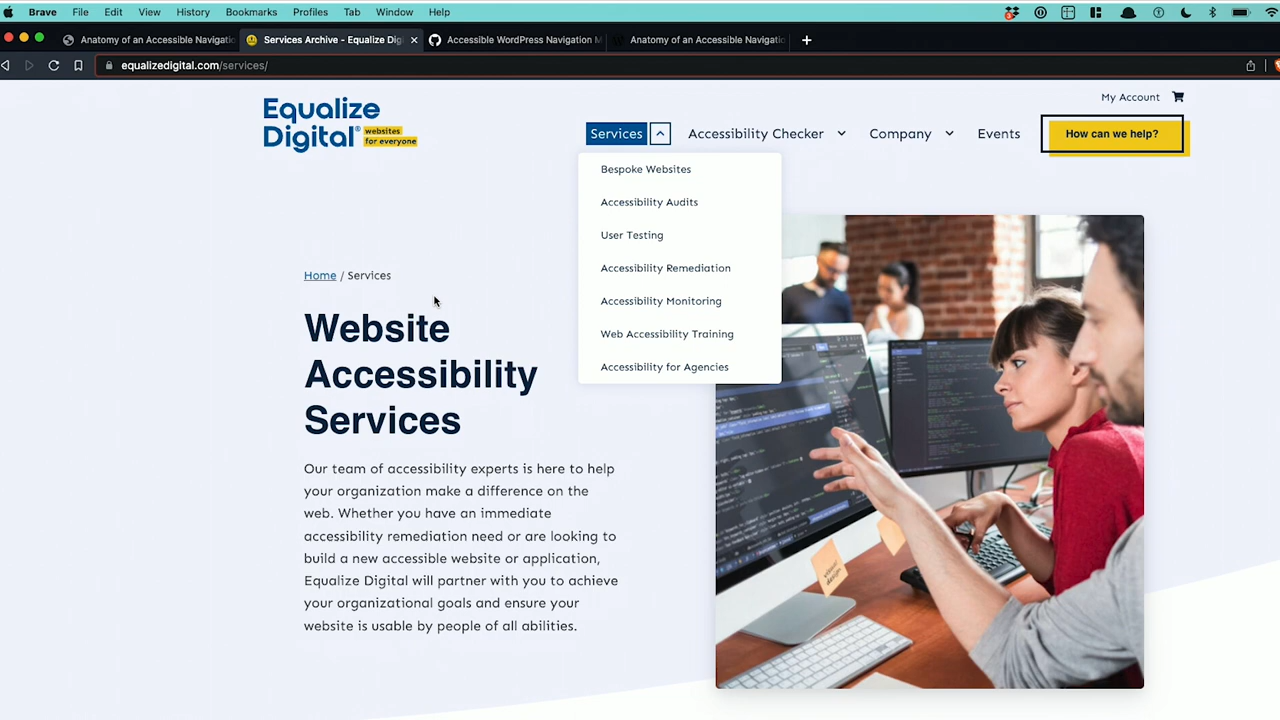 Brave File Edit View History Bookmarks Profiles Tab Window Help
Anatomy of an Accessible Navigatio
Services Archive - Equalize Digi
Accessible WordPress Navigation M
Anatomy of an Accessible Navigatio
equalizedigital.com/services/
My Account
Equalize
Digital® websites
for everyone
Services
Accessibility Checker
Company
Events
How can we help?
Bespoke Websites
Accessibility Audits
User Testing
Accessibility Remediation
Accessibility Monitoring
Web Accessibility Training
Accessibility for Agencies
Home / Services
Website
Accessibility
Services
Our team of accessibility experts is here to help
your organization make a difference on the
web. Whether you have an immediate
accessibility remediation need or are looking to
build a new accessible website or application,
Equalize Digital will partner with you to achieve
your organizational goals and ensure your
website is usable by people of all abilities.